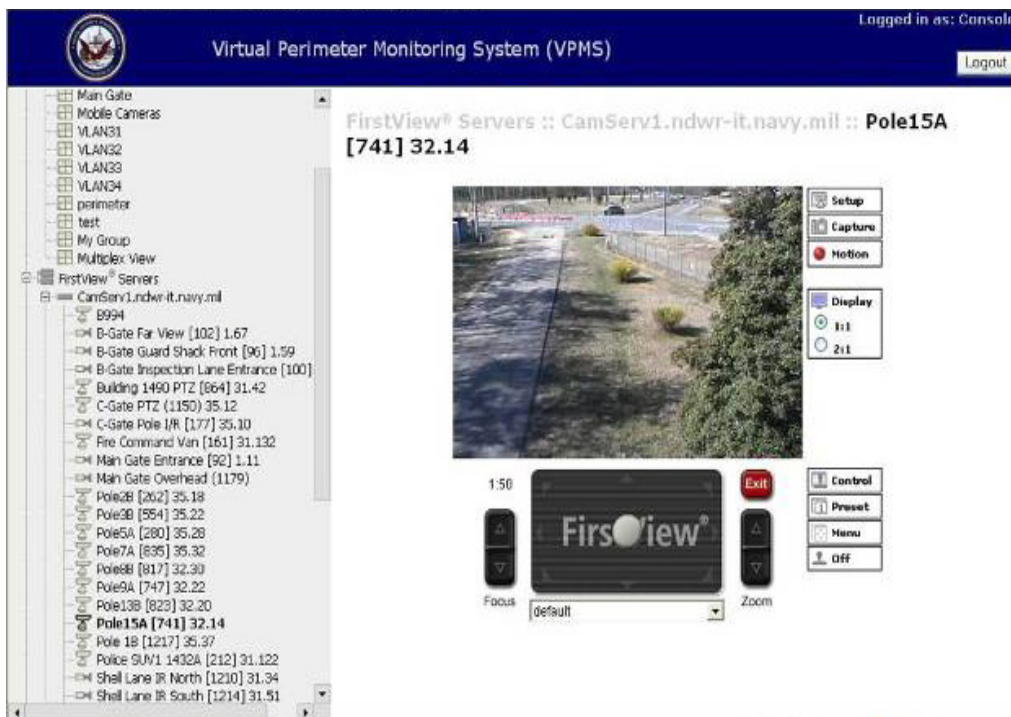 Logged in as: Console
Virtual Perimeter Monitoring System (VPMS)
Logout
Main Gate
Mobile Cameras
VLAN31
VLAN32
VLAN33
VLAN34
perimeter
test
My Group
Multiplex View
FirstView® Servers
CamServ1.ndwr-it.navy.mil
B994
B-Gate Far View [102] 1.67
B-Gate Guard Shack Front [96] 1.59
B-Gate Inspection Lane Entrance [100]
Building 1490 PTZ [864] 31.42
C-Gate PTZ (1150) 35.12
C-Gate Pole I/R [177] 35.10
Fire Command Van [161] 31.132
Main Gate Entrance [92] 1.11
Main Gate Overhead (1179)
Pole2B [262] 35.18
Pole3B [554] 35.22
Pole5A [280] 35.28
Pole7A [835] 35.32
Pole8B [817] 32.30
Pole9A [747] 32.22
Pole13B [823] 32.20
Pole15A [741] 32.14
Pole 1B [1217] 35.37
Police SUV1 1432A [212] 31.122
Shell Lane IR North [1210] 31.34
Shell Lane IR South [1214] 31.51
FirstView® Servers :: CamServ1.ndwr-it.navy.mil :: Pole15A
[741] 32.14
Setup
Capture
Motion
Display
1:1
2:1
1:50
Exit
Control
Preset
Menu
Off
Firs View®
Focus
default
Zoom